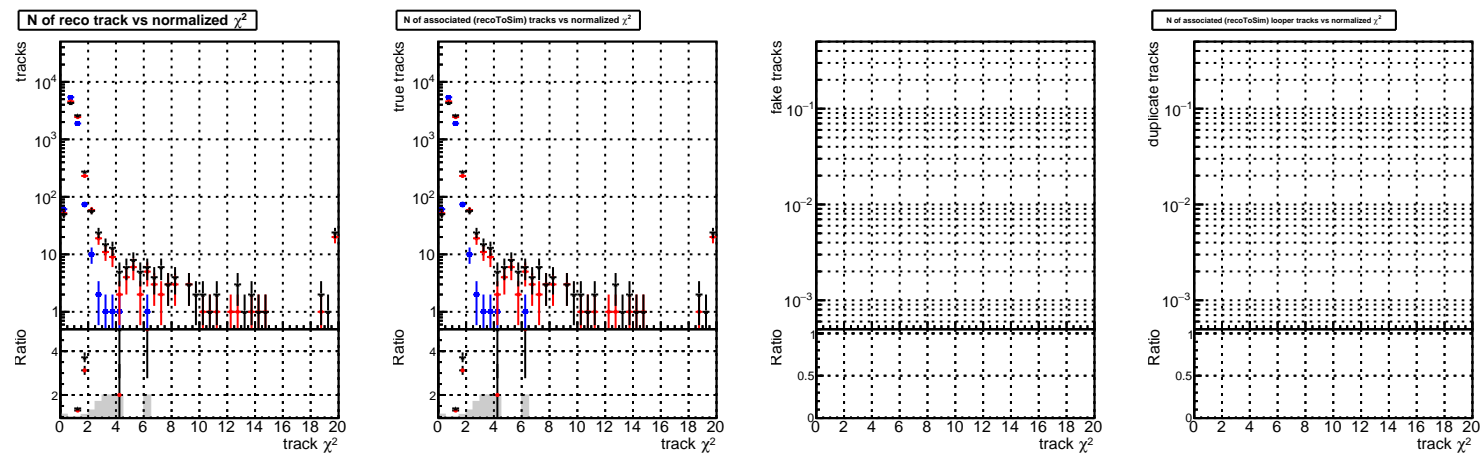 N of reco track vs normalized χ²
tracks
10⁴
10³
10²
10
1
Ratio
4
2
0 2 4 6 8 10 12 14 16 18 20
track χ²
N of associated (recoToSim) tracks vs normalized χ²
true tracks
10⁴
10³
10²
10
1
Ratio
4
2
0 2 4 6 8 10 12 14 16 18 20
track χ²
fake tracks
10⁻¹
10⁻²
10⁻³
Ratio
1
0.5
0
0 2 4 6 8 10 12 14 16 18 20
track χ²
N of associated (recoToSim) looper tracks vs normalized χ²
duplicate tracks
10⁻¹
10⁻²
10⁻³
Ratio
1
0.5
0
0 2 4 6 8 10 12 14 16 18 20
track χ²